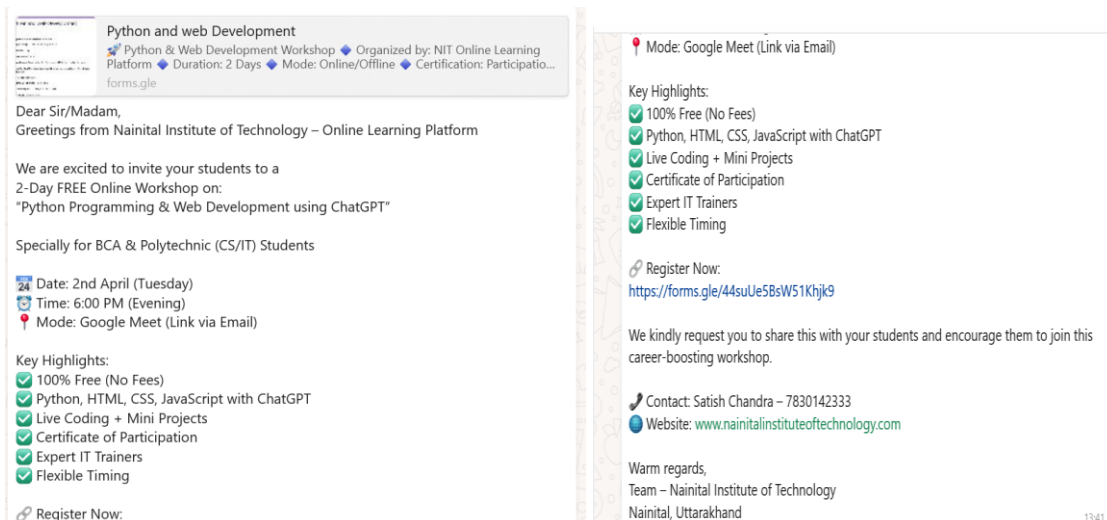 Python and web Development
🚀 Python & Web Development Workshop 🔷 Organized by: NIT Online Learning
Platform 🔷 Duration: 2 Days 🔷 Mode: Online/Offline 🔷 Certification: Participatio...
forms.gle
Dear Sir/Madam,
Greetings from Nainital Institute of Technology – Online Learning Platform
We are excited to invite your students to a
2-Day FREE Online Workshop on:
"Python Programming & Web Development using ChatGPT"
Specially for BCA & Polytechnic (CS/IT) Students
📅 Date: 2nd April (Tuesday)
⏰ Time: 6:00 PM (Evening)
📍 Mode: Google Meet (Link via Email)
Key Highlights:
✅ 100% Free (No Fees)
✅ Python, HTML, CSS, JavaScript with ChatGPT
✅ Live Coding + Mini Projects
✅ Certificate of Participation
✅ Expert IT Trainers
✅ Flexible Timing
🔗 Register Now:
📍 Mode: Google Meet (Link via Email)
Key Highlights:
✅ 100% Free (No Fees)
✅ Python, HTML, CSS, JavaScript with ChatGPT
✅ Live Coding + Mini Projects
✅ Certificate of Participation
✅ Expert IT Trainers
✅ Flexible Timing
🔗 Register Now:
https://forms.gle/44suUe5BsW51Khjk9
We kindly request you to share this with your students and encourage them to join this
career-boosting workshop.
📞 Contact: Satish Chandra – 7830142333
🌐 Website: www.nainitalinstituteoftechnology.com
Warm regards,
Team – Nainital Institute of Technology
Nainital, Uttarakhand
13:41